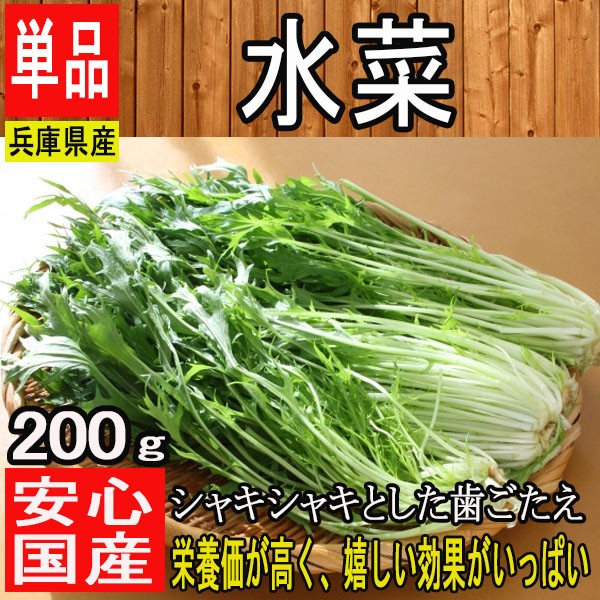 単品
水菜
兵庫県産
200g
安心
国産
シャキシャキとした歯ごたえ
栄養価が高く、嬉しい効果がいっぱい